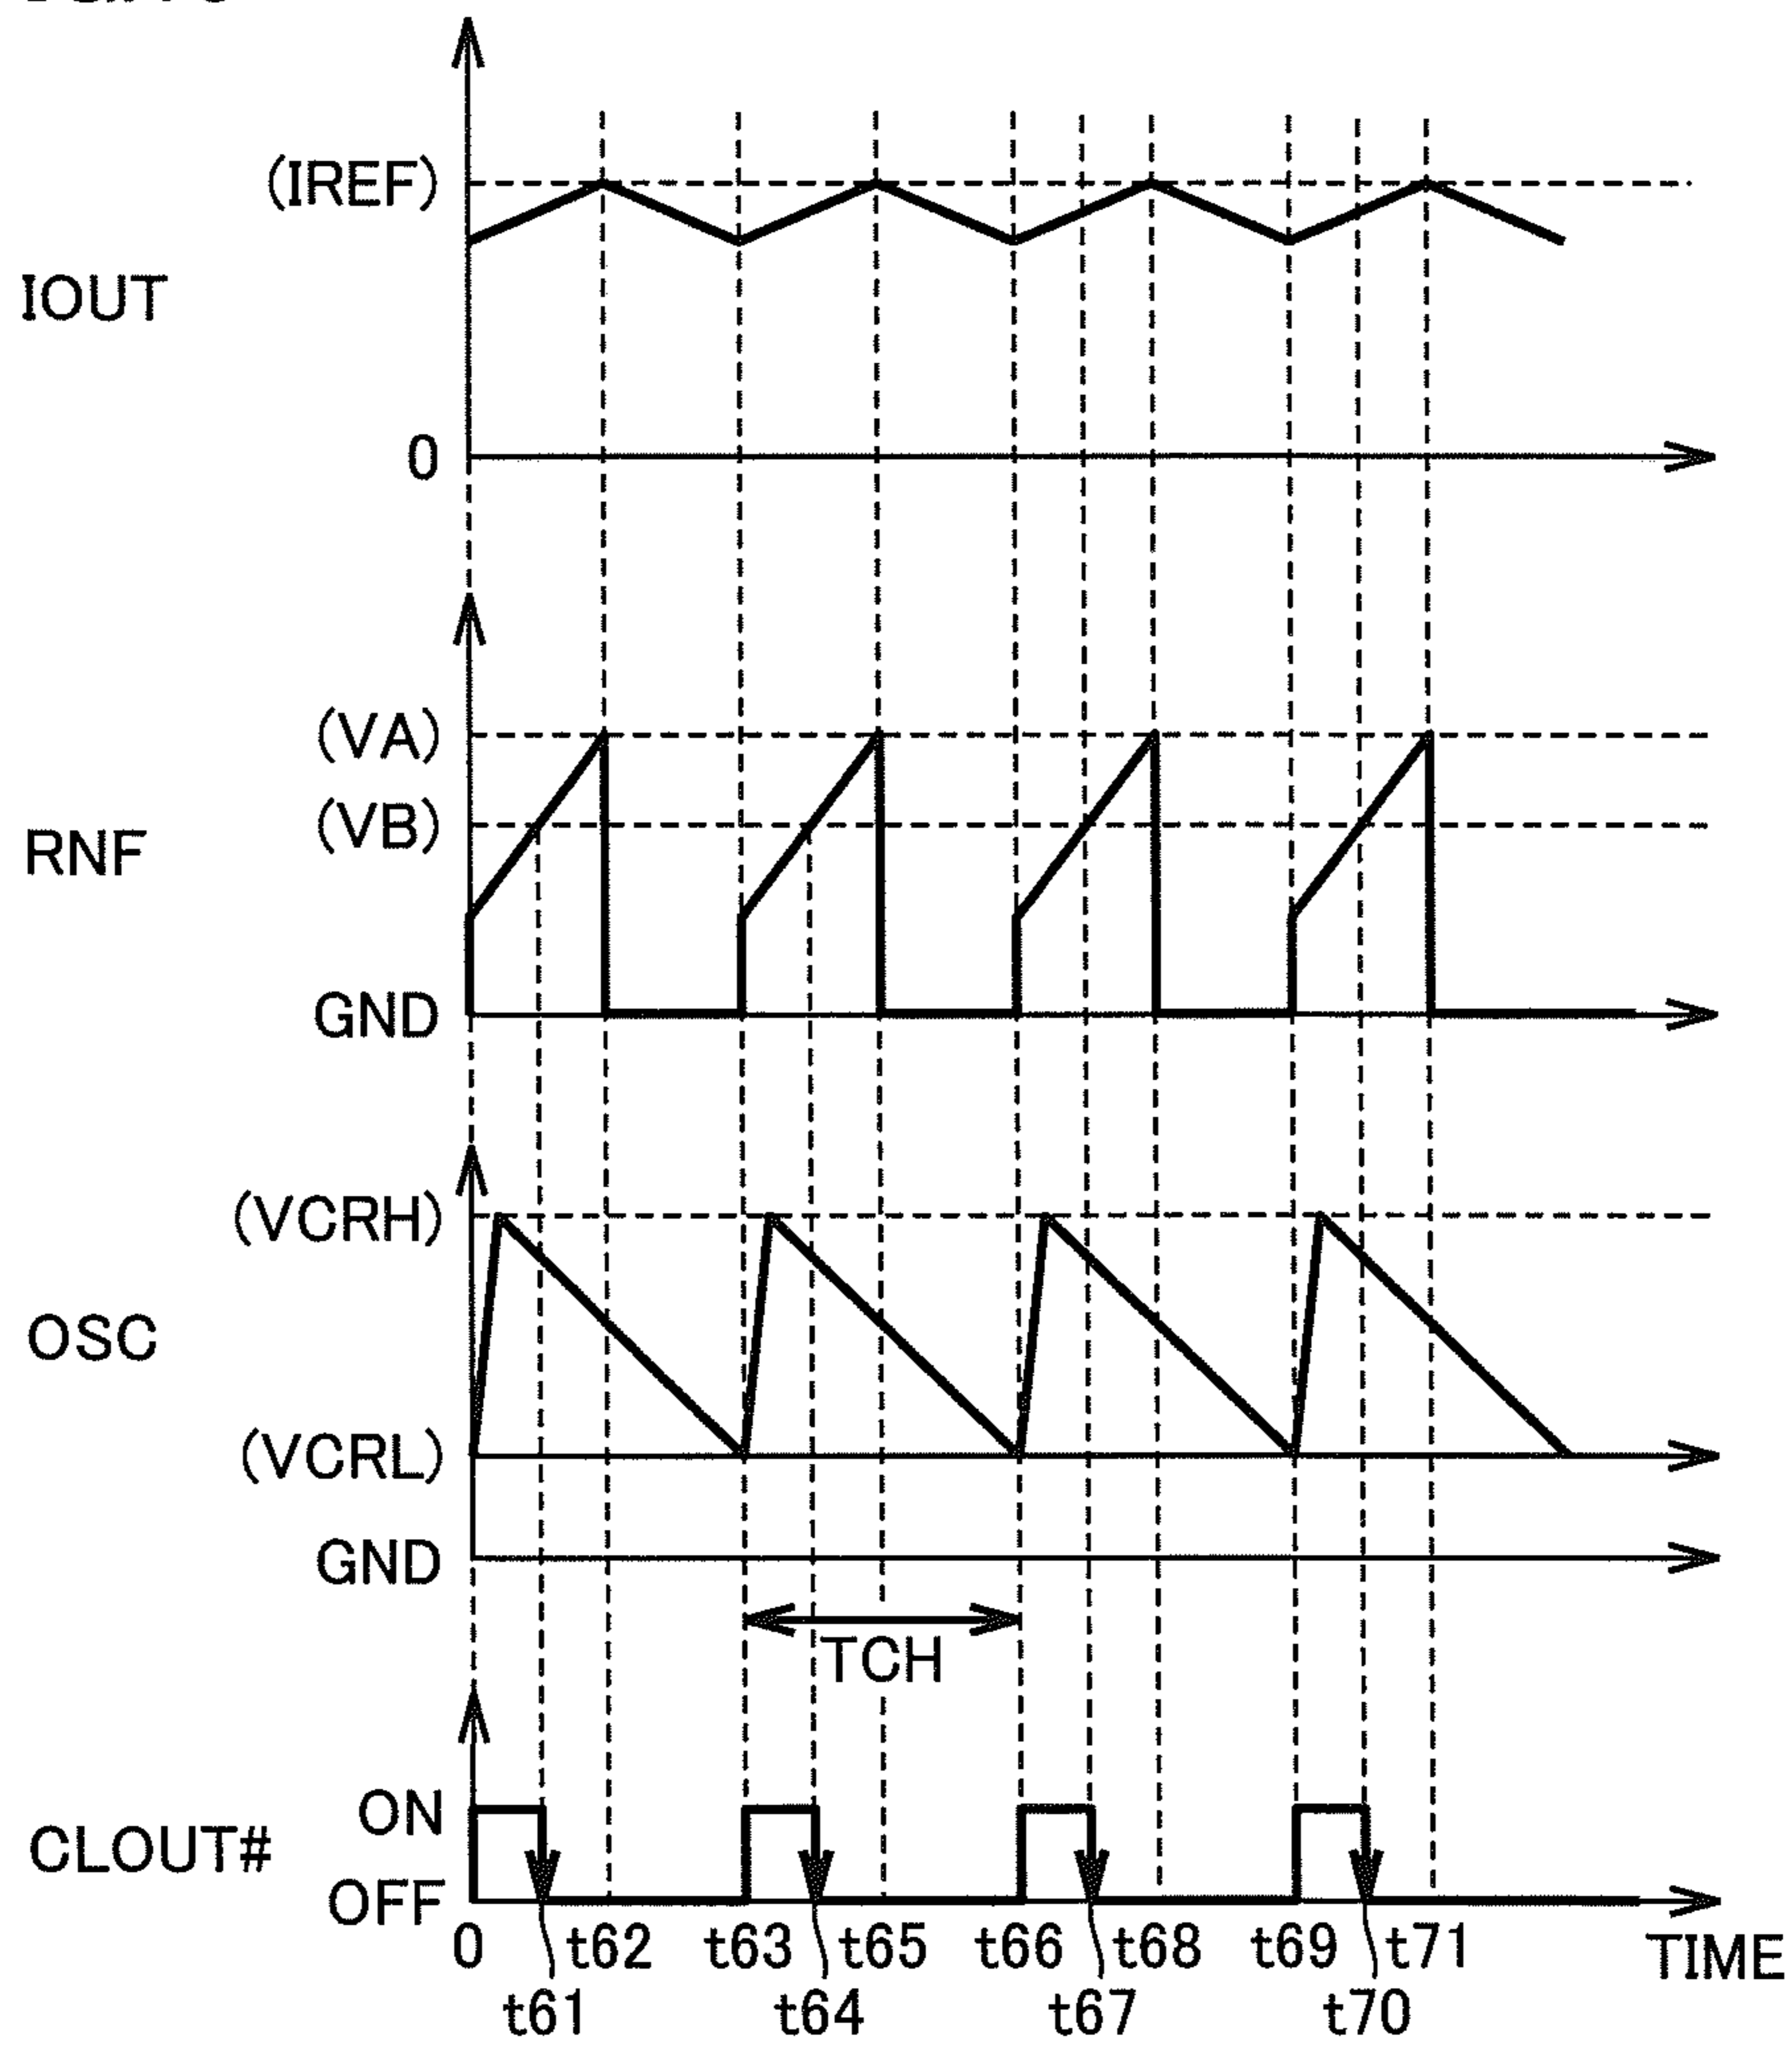 (IREF)
IOUT
0
(VA)
(VB)
RNF
GND
(VCRH)
OSC
(VCRL)
GND
TCH
ON
CLOUT#
OFF
0 t62 t63 t65 t66 t68 t69 t71 TIME
t61 t64 t67 t70